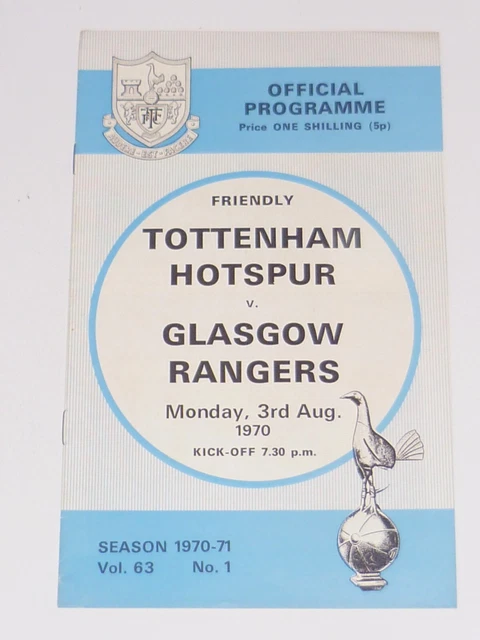 OFFICIAL
PROGRAMME
Price ONE SHILLING (5p)
FRIENDLY
TOTTENHAM
HOTSPUR
v.
GLASGOW
RANGERS
Monday, 3rd Aug.
1970
KICK-OFF 7.30 p.m.
SEASON 1970-71
Vol. 63 No. 1